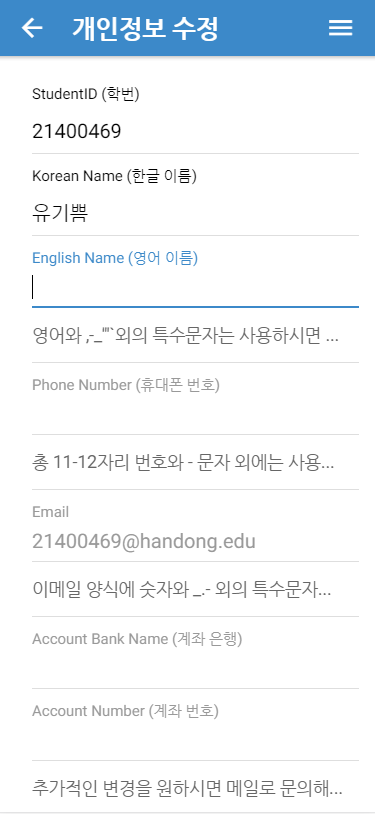 개인정보 수정
StudentID (학번)
21400469
Korean Name (한글 이름)
유기쁨
English Name (영어 이름)
영어와 ,-_'"`외의 특수문자는 사용하시면 ...
Phone Number (휴대폰 번호)
총 11-12자리 번호와 - 문자 외에는 사용...
Email
21400469@handong.edu
이메일 양식에 숫자와 _.- 외의 특수문자...
Account Bank Name (계좌 은행)
Account Number (계좌 번호)
추가적인 변경을 원하시면 메일로 문의해...